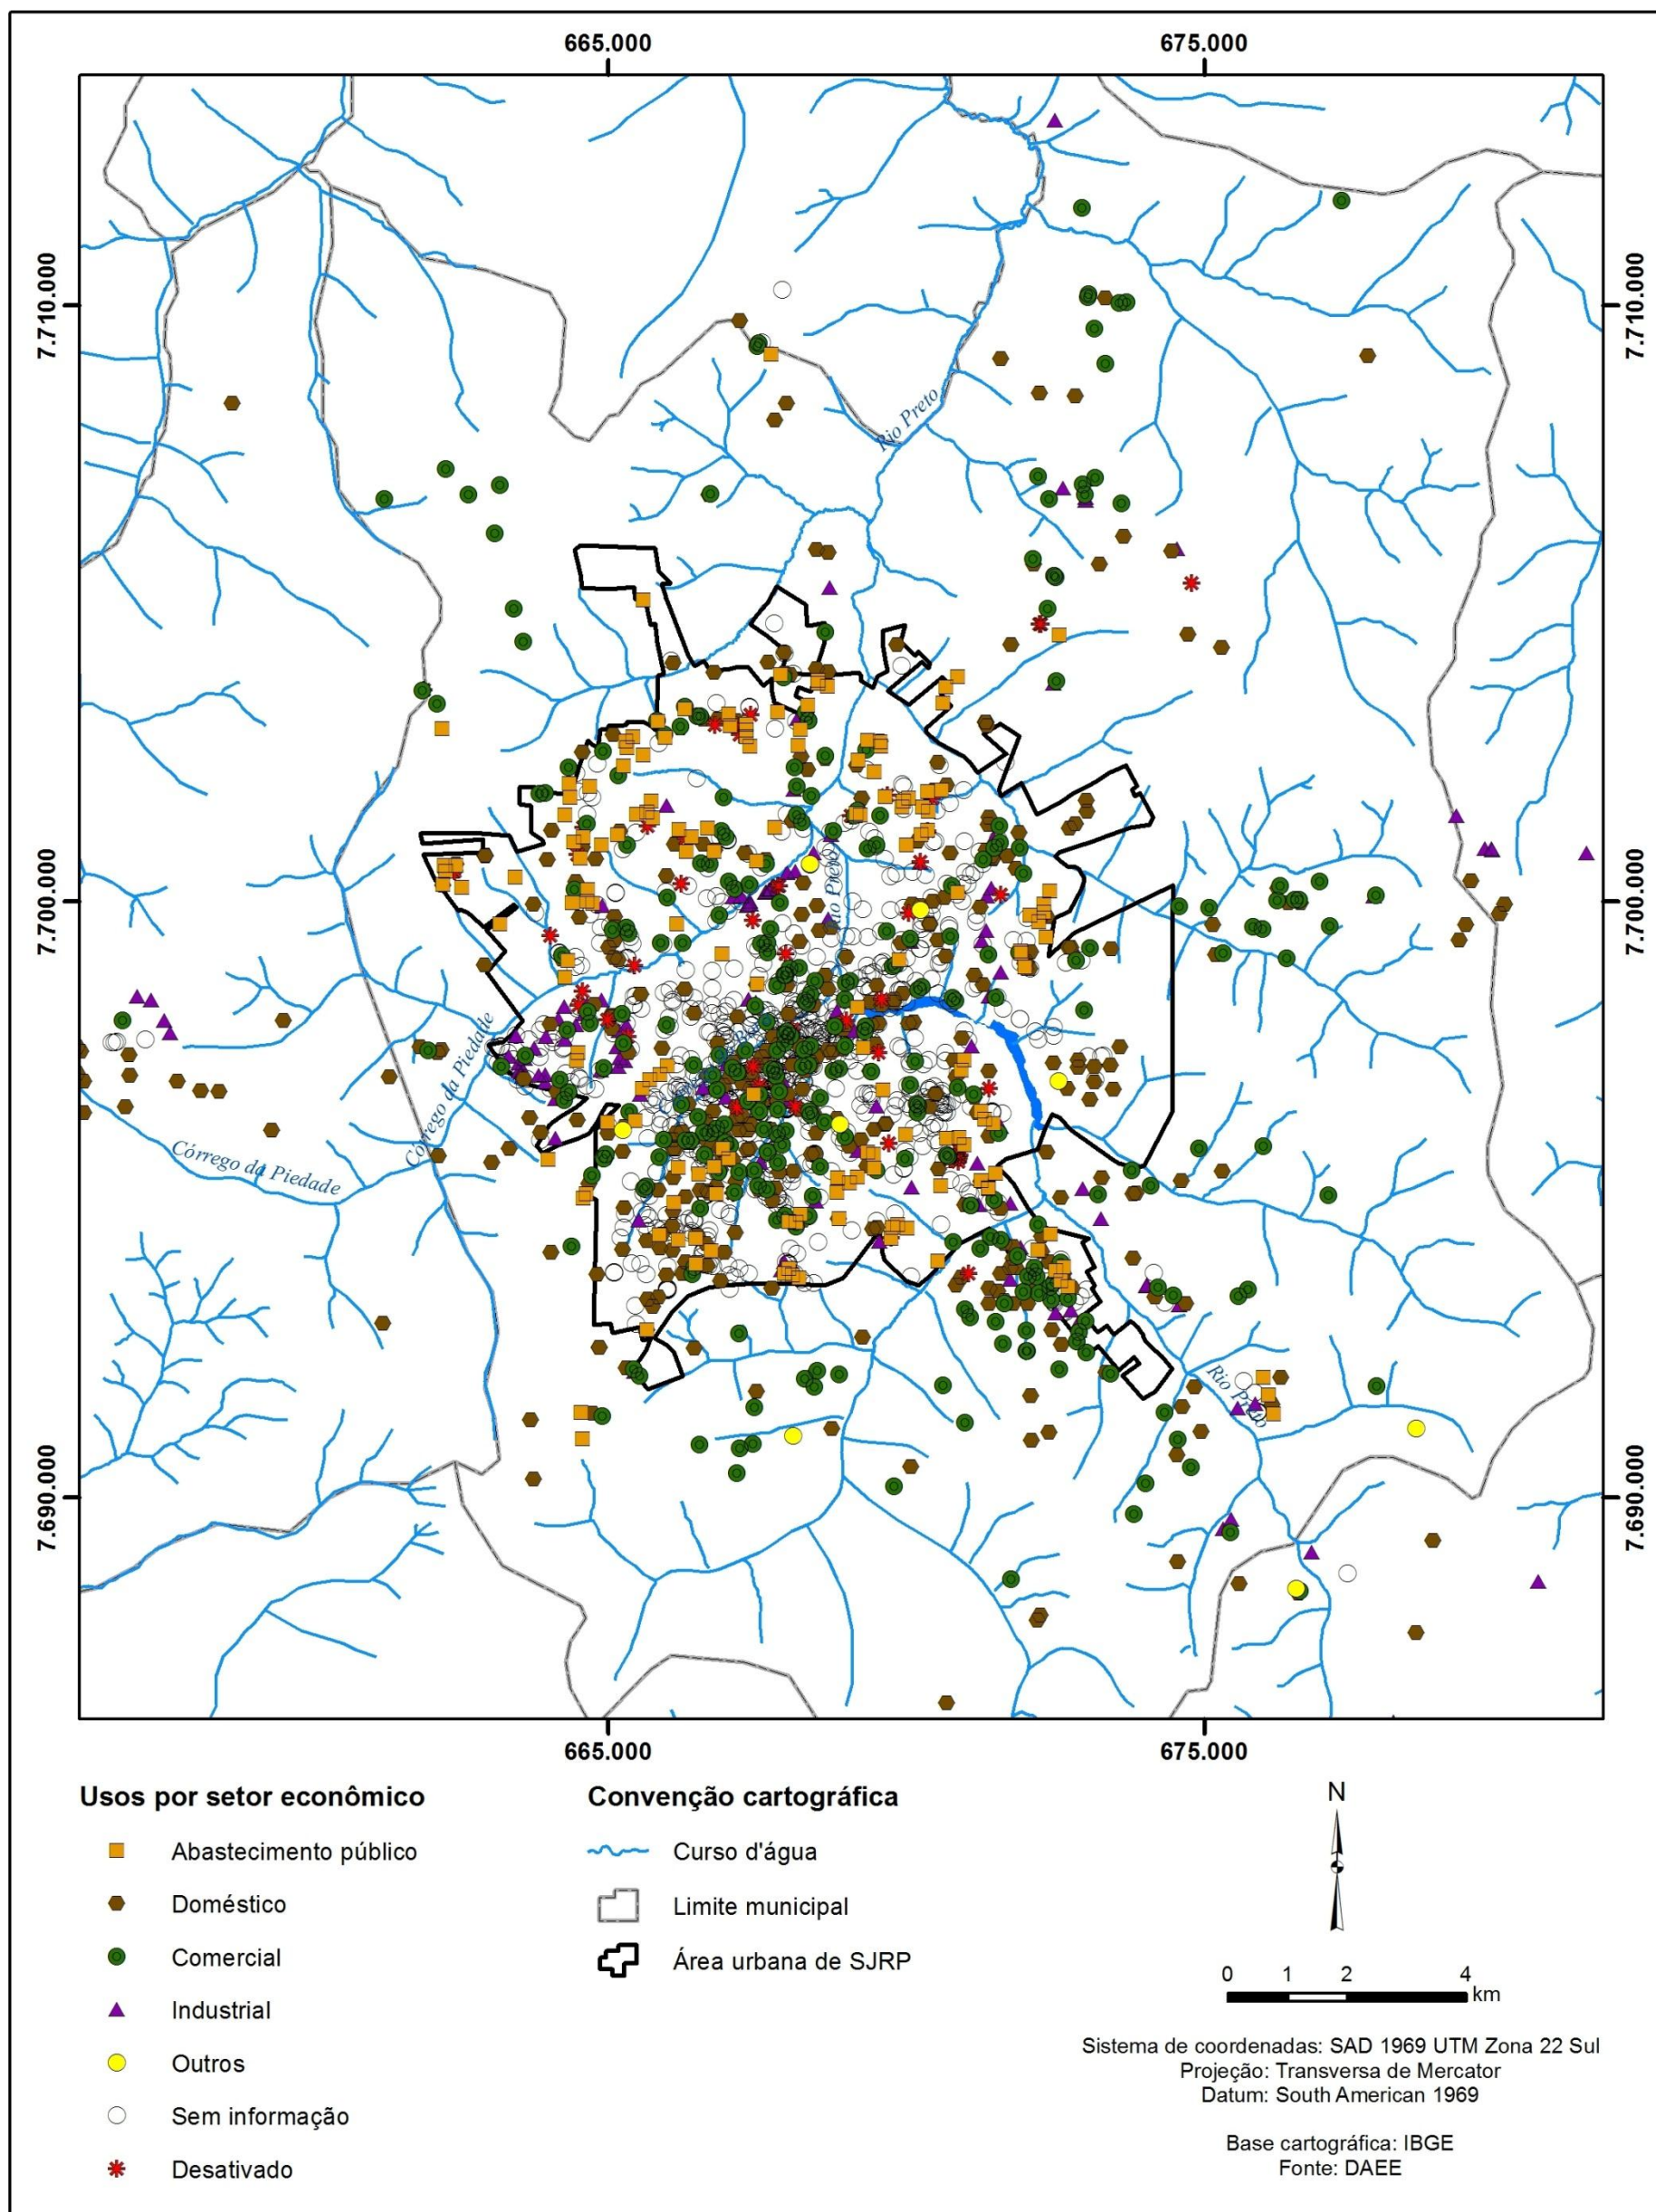 665.000
675.000
7.710.000
7.710.000
Rio Preto
7.700.000
Rio Preto
7.700.000
Córrego da Piedade
Córrego da Piedade
Rio Preto
7.690.000
7.690.000
665.000
675.000
Usos por setor econômico
Abastecimento público
Doméstico
Comercial
Industrial
Outros
Sem informação
Desativado
Convenção cartográfica
Curso d'água
Limite municipal
Área urbana de SJRP
N
0 1 2 4
km
Sistema de coordenadas: SAD 1969 UTM Zona 22 Sul
Projeção: Transversa de Mercator
Datum: South American 1969
Base cartográfica: IBGE
Fonte: DAEE